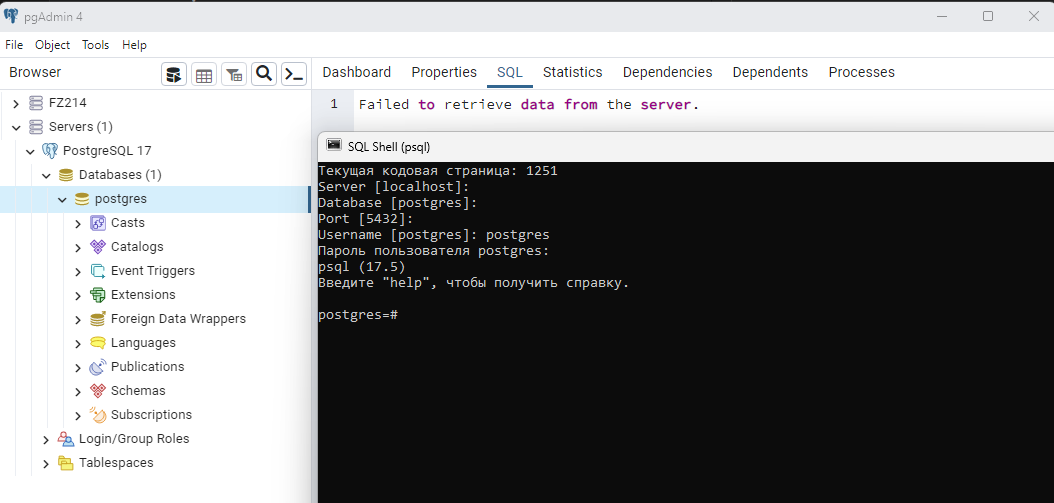 pgAdmin 4
File Object Tools Help
Browser
Dashboard Properties SQL Statistics Dependencies Dependents Processes
FZ214
Servers (1)
PostgreSQL 17
Databases (1)
postgres
Casts
Catalogs
Event Triggers
Extensions
Foreign Data Wrappers
Languages
Publications
Schemas
Subscriptions
Login/Group Roles
Tablespaces
1 Failed to retrieve data from the server.
SQL Shell (psql)
Текущая кодовая страница: 1251
Server [localhost]:
Database [postgres]:
Port [5432]:
Username [postgres]: postgres
Пароль пользователя postgres:
psql (17.5)
Введите "help", чтобы получить справку.
postgres=#